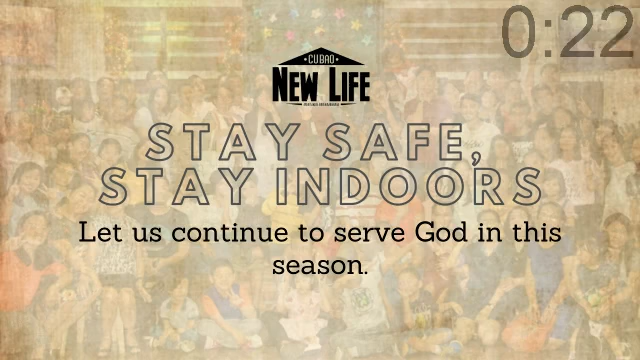 0:22
CUBAO
NEW LIFE
STAY SAFE,
STAY INDOORS
Let us continue to serve God in this
season.